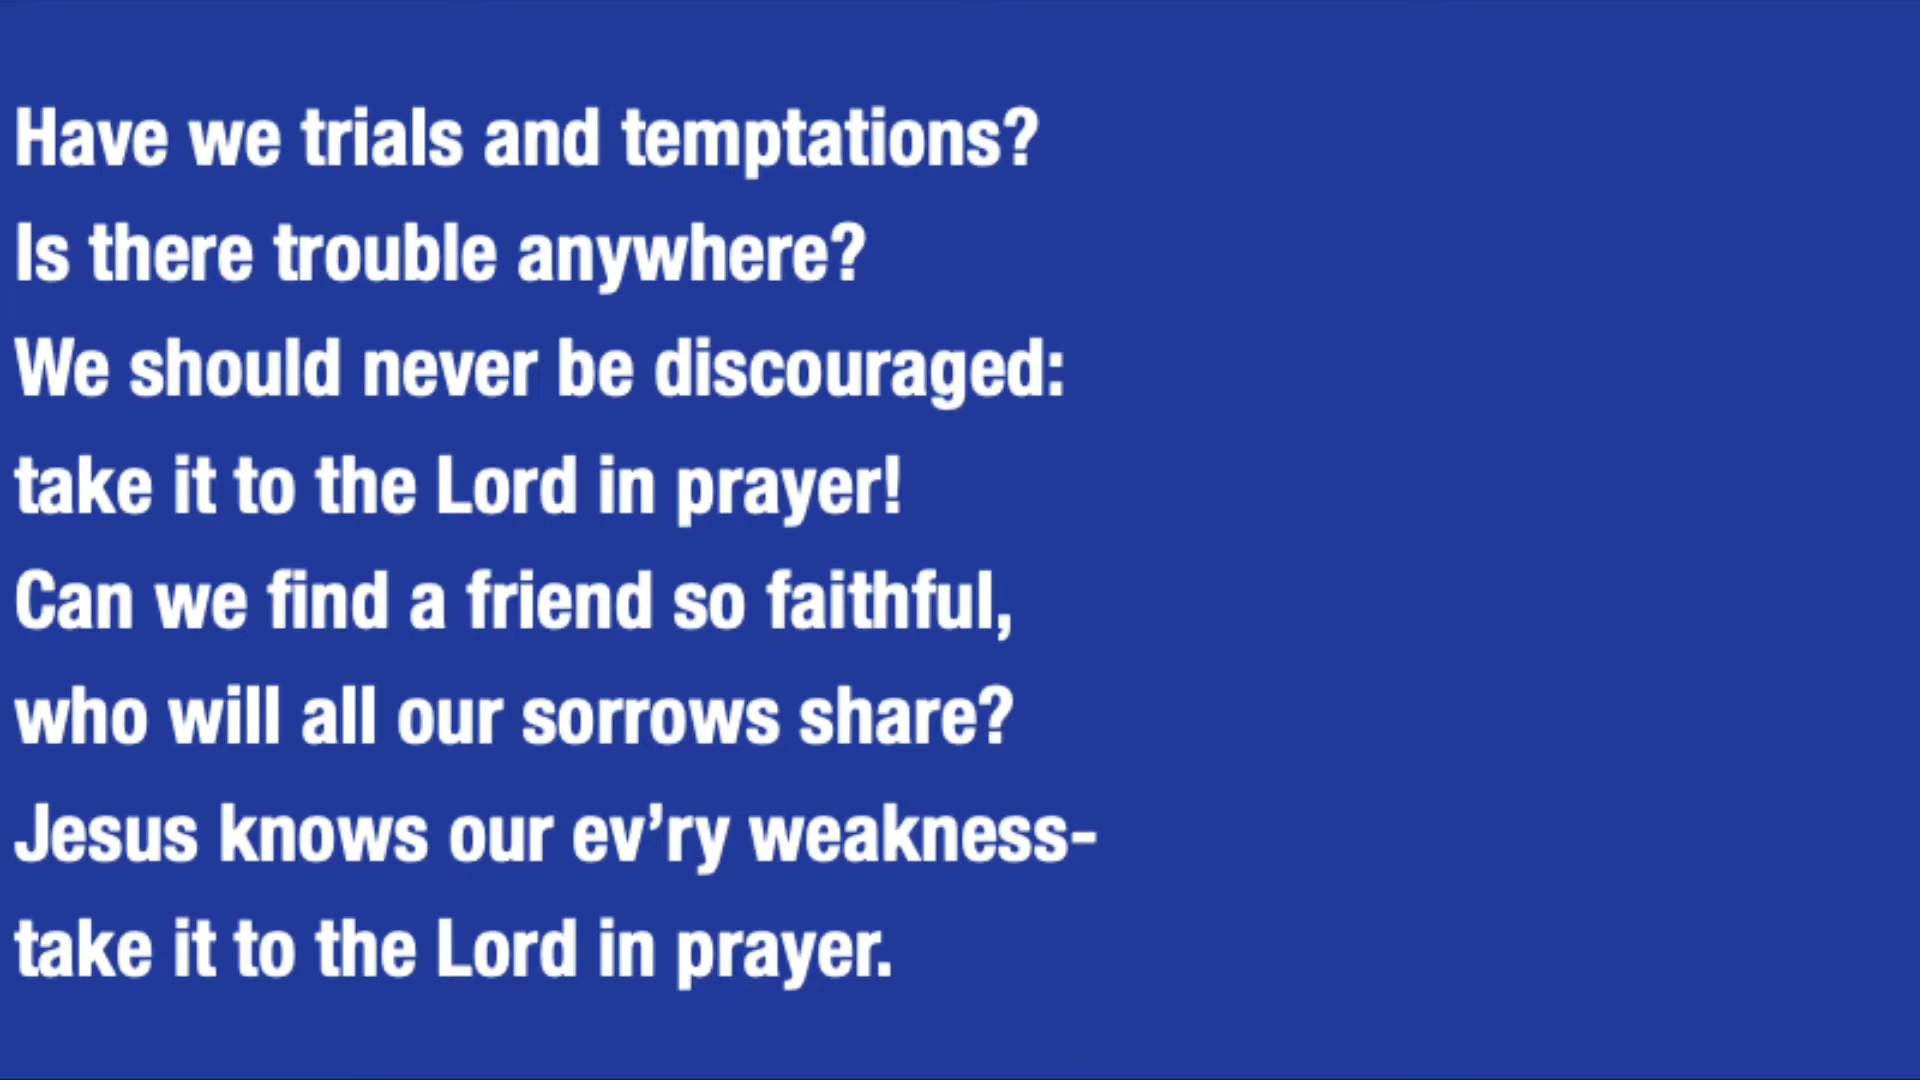 Have we trials and temptations?
Is there trouble anywhere?
We should never be discouraged:
take it to the Lord in prayer!
Can we find a friend so faithful,
who will all our sorrows share?
Jesus knows our ev’ry weakness-
take it to the Lord in prayer.